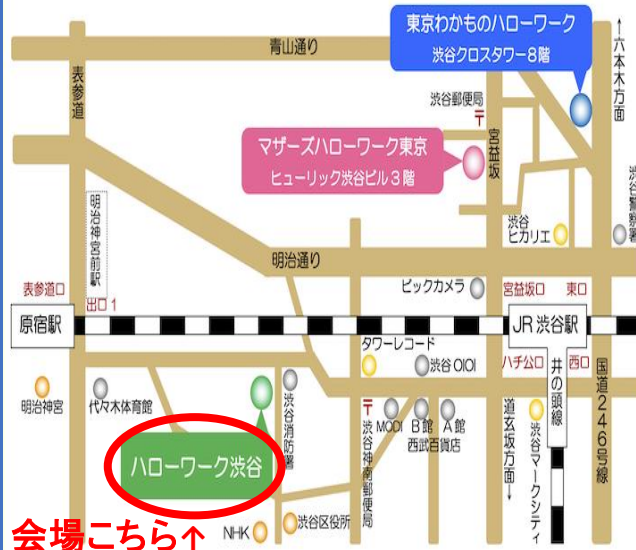 東京わかものハローワーク
渋谷クロスタワー8階
↑六本木方面
青山通り
表参道
渋谷郵便局
〒
宮益坂
マザーズハローワーク東京
ヒューリック渋谷ビル3階
渋谷警察署
明治神宮前駅
渋谷
ヒカリエ
明治通り
表参道口
出口1
ビックカメラ
宮益坂口
東口
原宿駅
JR 渋谷駅
タワーレコード
渋谷 OIOI
ハチ公口
西口
井の頭線
国道246号線
明治神宮
代々木体育館
渋谷消防署
〒渋谷神南郵便局
MODI
B館
A館
西武百貨店
道玄坂方面↓
渋谷マークシティ
ハローワーク渋谷
NHK
渋谷区役所
会場こちら↑